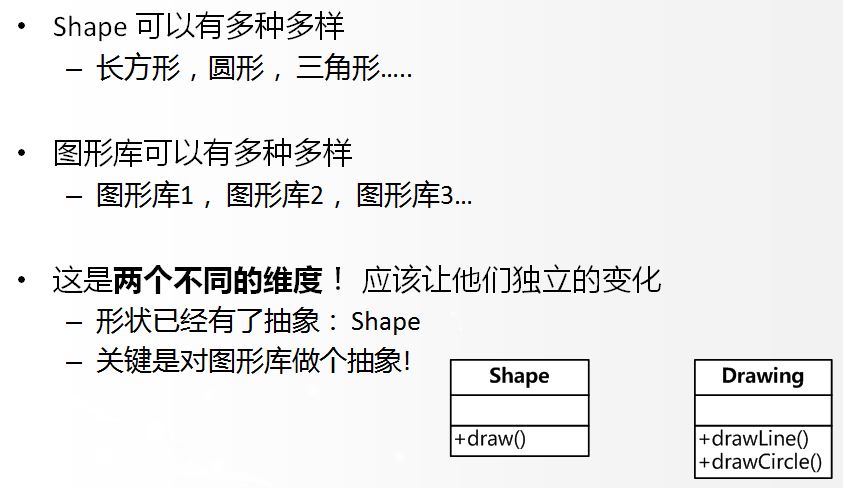 • Shape 可以有多种多样
– 长方形，圆形， 三角形.....
• 图形库可以有多种多样
– 图形库1， 图形库2， 图形库3...
• 这是两个不同的维度！ 应该让他们独立的变化
– 形状已经有了抽象：Shape
– 关键是对图形库做个抽象!
Shape
+draw()
Drawing
+drawLine()
+drawCircle()